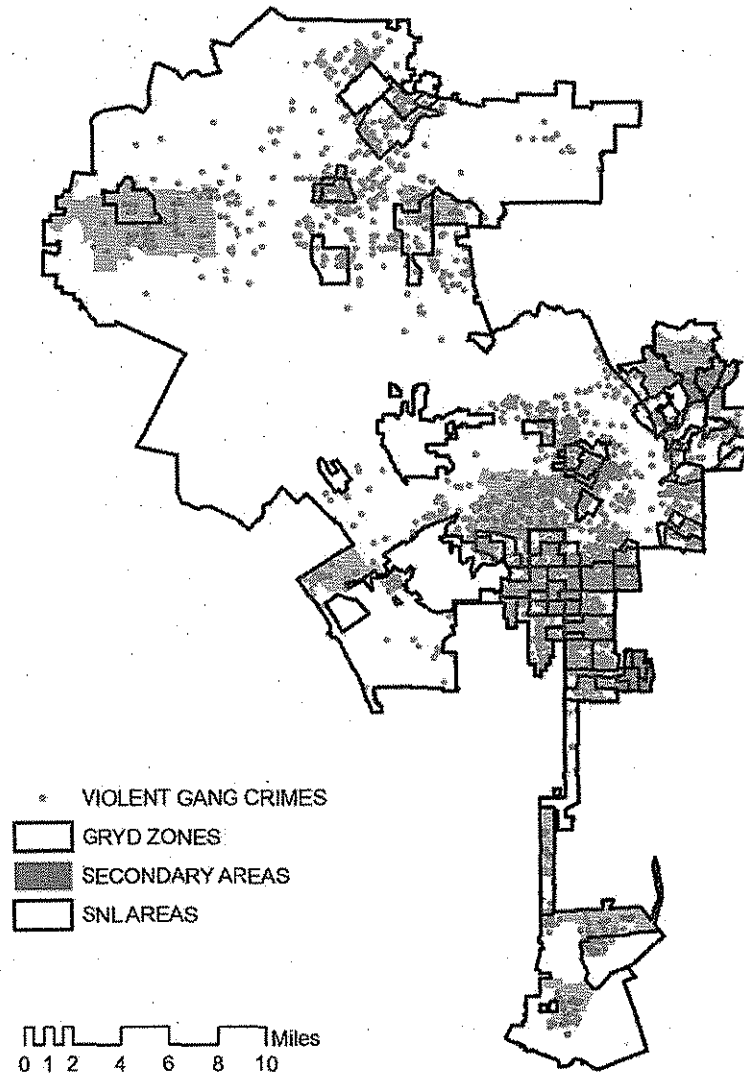 VIOLENT GANG CRIMES
GRYD ZONES
SECONDARY AREAS
SNL AREAS
Miles
0 1 2 4 6 8 10